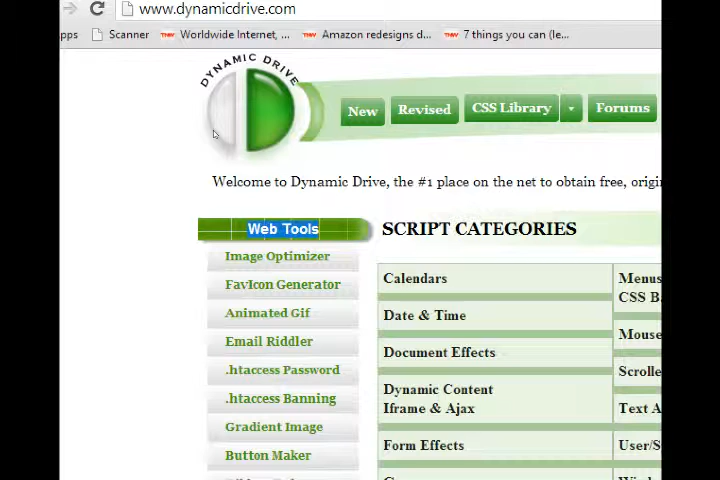 www.dynamicdrive.com
pps Scanner Worldwide Internet, ... Amazon redesigns d... 7 things you can (le...
DYNAMIC DRIVE
New Revised CSS Library Forums
Welcome to Dynamic Drive, the #1 place on the net to obtain free, origi
Web Tools
Image Optimizer
FavIcon Generator
Animated Gif
Email Riddler
.htaccess Password
.htaccess Banning
Gradient Image
Button Maker
SCRIPT CATEGORIES
Calendars
Date & Time
Document Effects
Dynamic Content
Iframe & Ajax
Form Effects
Menus
CSS B
Mouse
Scrolle
Text A
User/S